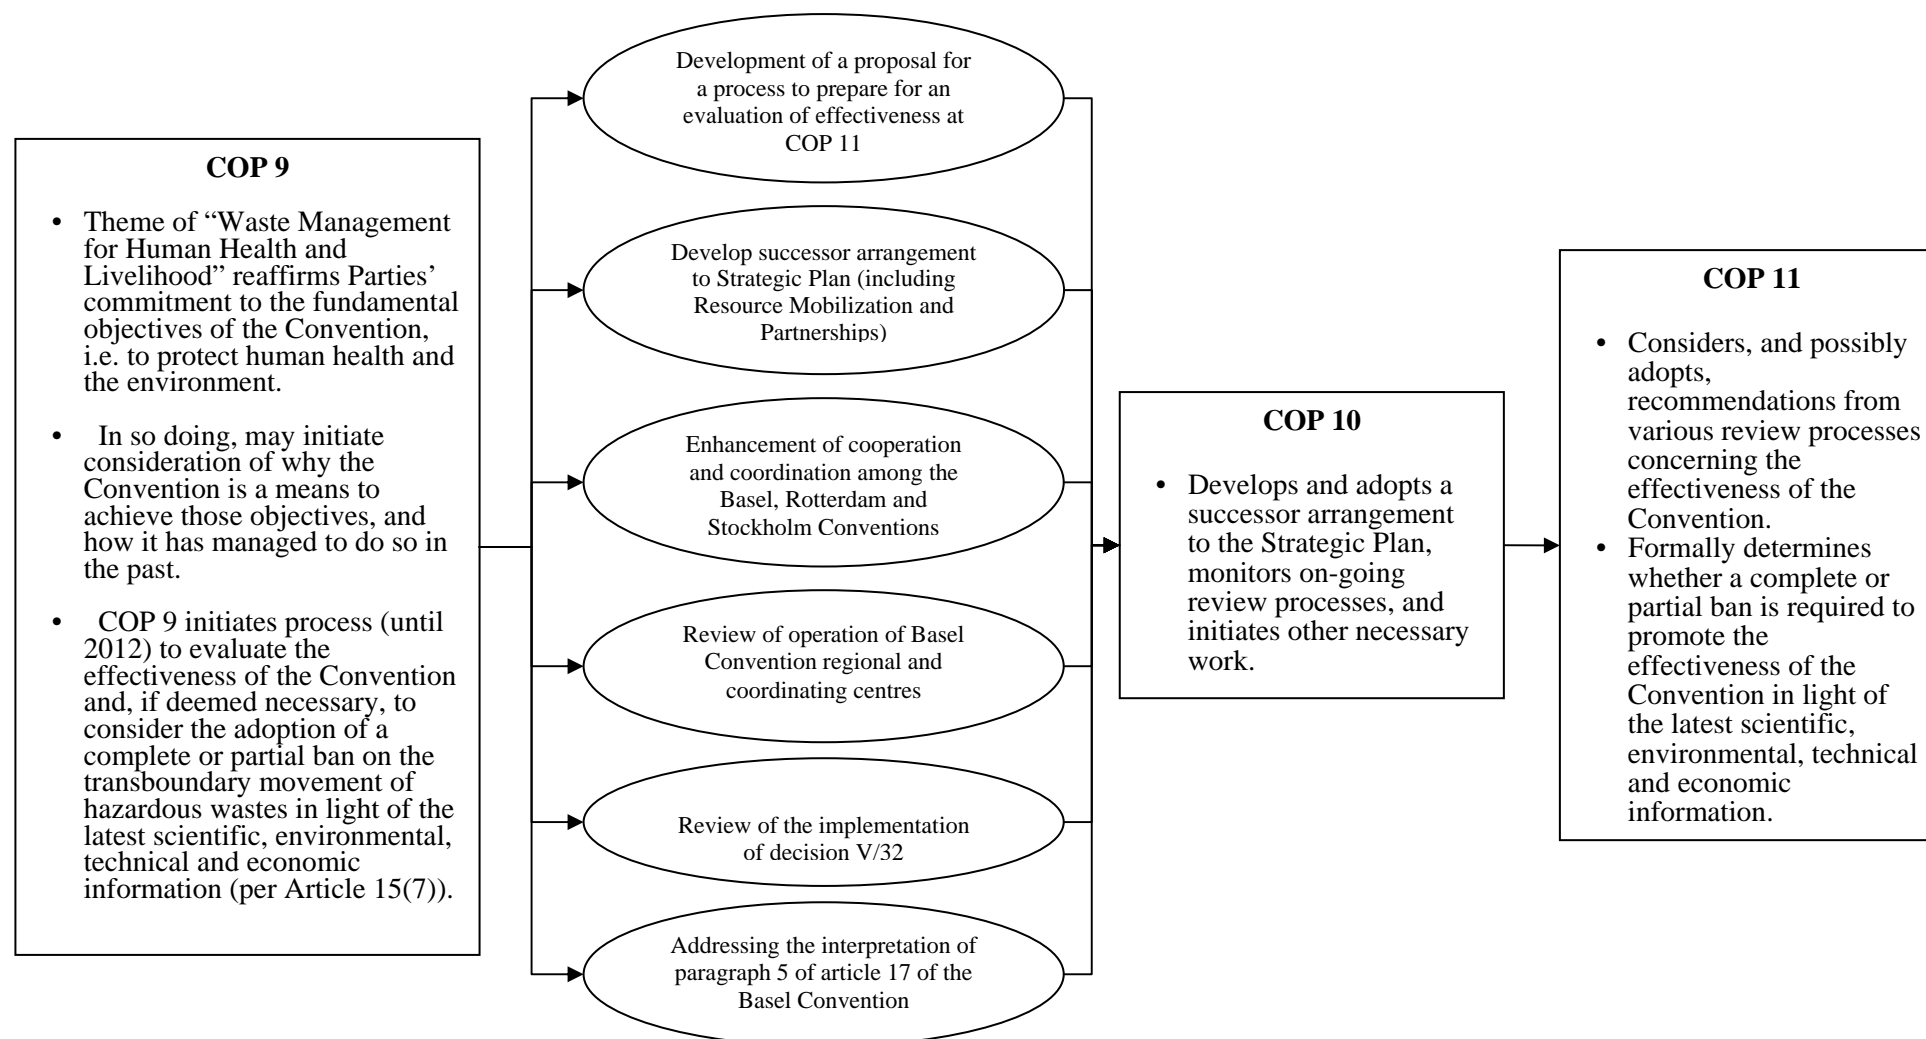 COP 9
• Theme of “Waste Management
for Human Health and
Livelihood” reaffirms Parties’
commitment to the fundamental
objectives of the Convention,
i.e. to protect human health and
the environment.
• In so doing, may initiate
consideration of why the
Convention is a means to
achieve those objectives, and
how it has managed to do so in
the past.
• COP 9 initiates process (until
2012) to evaluate the
effectiveness of the Convention
and, if deemed necessary, to
consider the adoption of a
complete or partial ban on the
transboundary movement of
hazardous wastes in light of the
latest scientific, environmental,
technical and economic
information (per Article 15(7)).
Development of a proposal for
a process to prepare for an
evaluation of effectiveness at
COP 11
Develop successor arrangement
to Strategic Plan (including
Resource Mobilization and
Partnerships)
Enhancement of cooperation
and coordination among the
Basel, Rotterdam and
Stockholm Conventions
Review of operation of Basel
Convention regional and
coordinating centres
Review of the implementation
of decision V/32
Addressing the interpretation of
paragraph 5 of article 17 of the
Basel Convention
COP 10
• Develops and adopts a
successor arrangement
to the Strategic Plan,
monitors on-going
review processes, and
initiates other necessary
work.
COP 11
• Considers, and possibly
adopts,
recommendations from
various review processes
concerning the
effectiveness of the
Convention.
• Formally determines
whether a complete or
partial ban is required to
promote the
effectiveness of the
Convention in light of
the latest scientific,
environmental, technical
and economic
information.